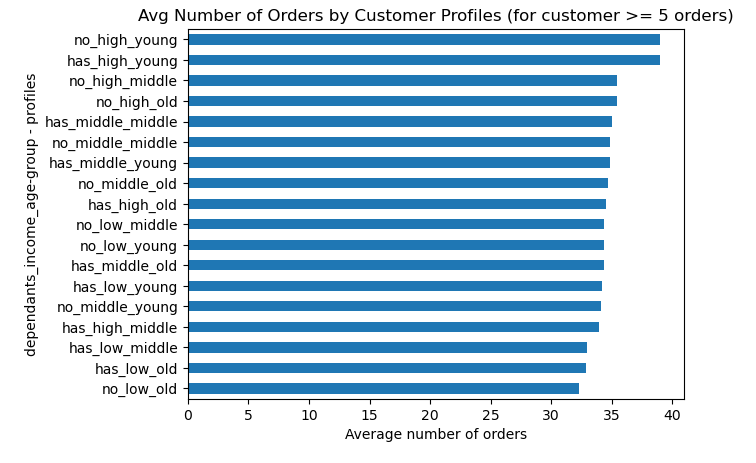 Avg Number of Orders by Customer Profiles (for customer >= 5 orders)
dependants_income_age-group - profiles
no_high_young
has_high_young
no_high_middle
no_high_old
has_middle_middle
no_middle_middle
has_middle_young
no_middle_old
has_high_old
no_low_middle
no_low_young
has_middle_old
has_low_young
no_middle_young
has_high_middle
has_low_middle
has_low_old
no_low_old
0 5 10 15 20 25 30 35 40
Average number of orders